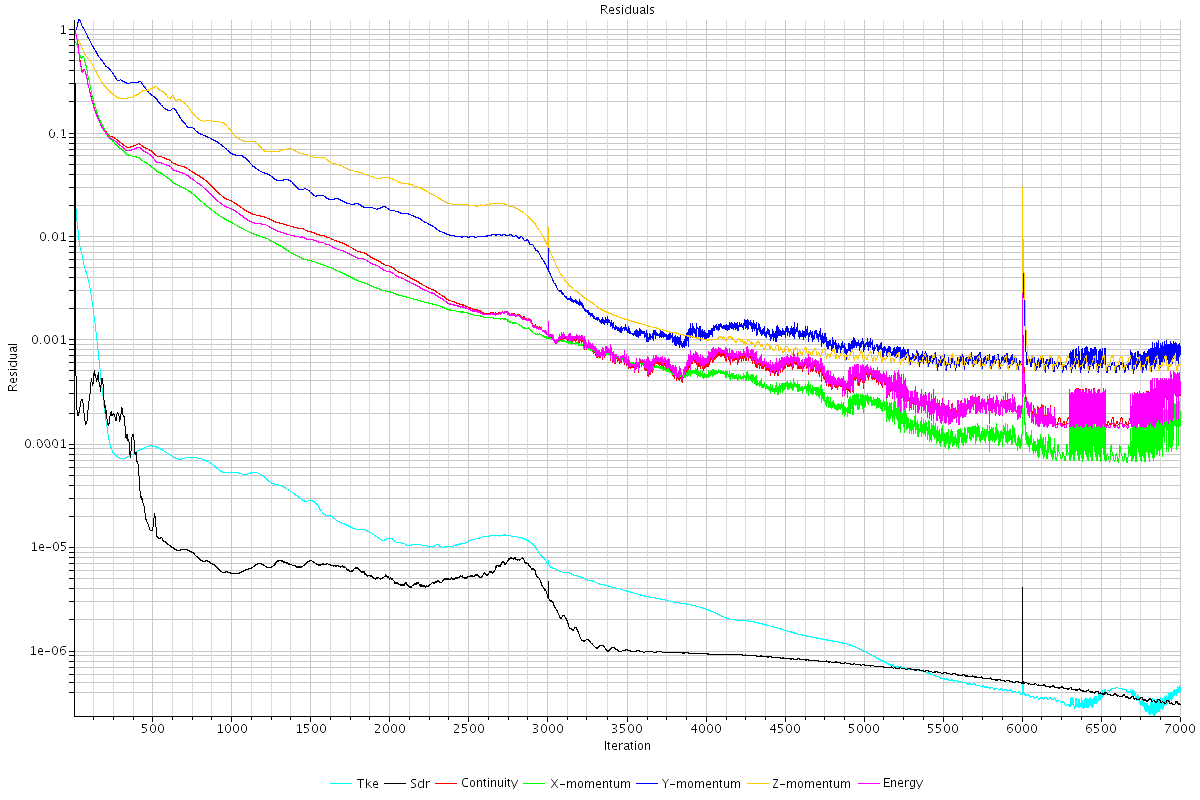 Residuals
1
0.1
0.01
0.001
0.0001
1e-05
1e-06
Residual
500 1000 1500 2000 2500 3000 3500 4000 4500 5000 5500 6000 6500 7000
Iteration
Tke Sdr Continuity X-momentum Y-momentum Z-momentum Energy